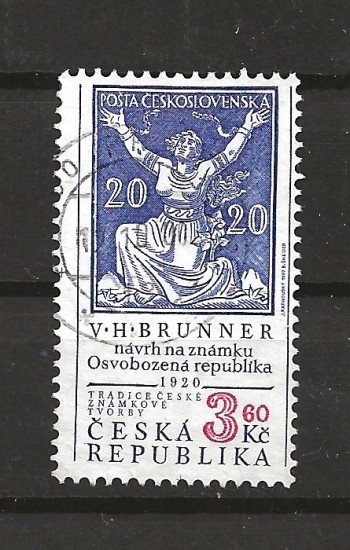 POŠTA ČESKOSLOVENSKÁ
20 20
V·H·BRUNNER
návrh na známku
Osvobozená republika
1920
TRADICE ČESKÉ
ZNÁMKOVÉ
TVORBY
3,60
ČESKÁ Kč
REPUBLIKA